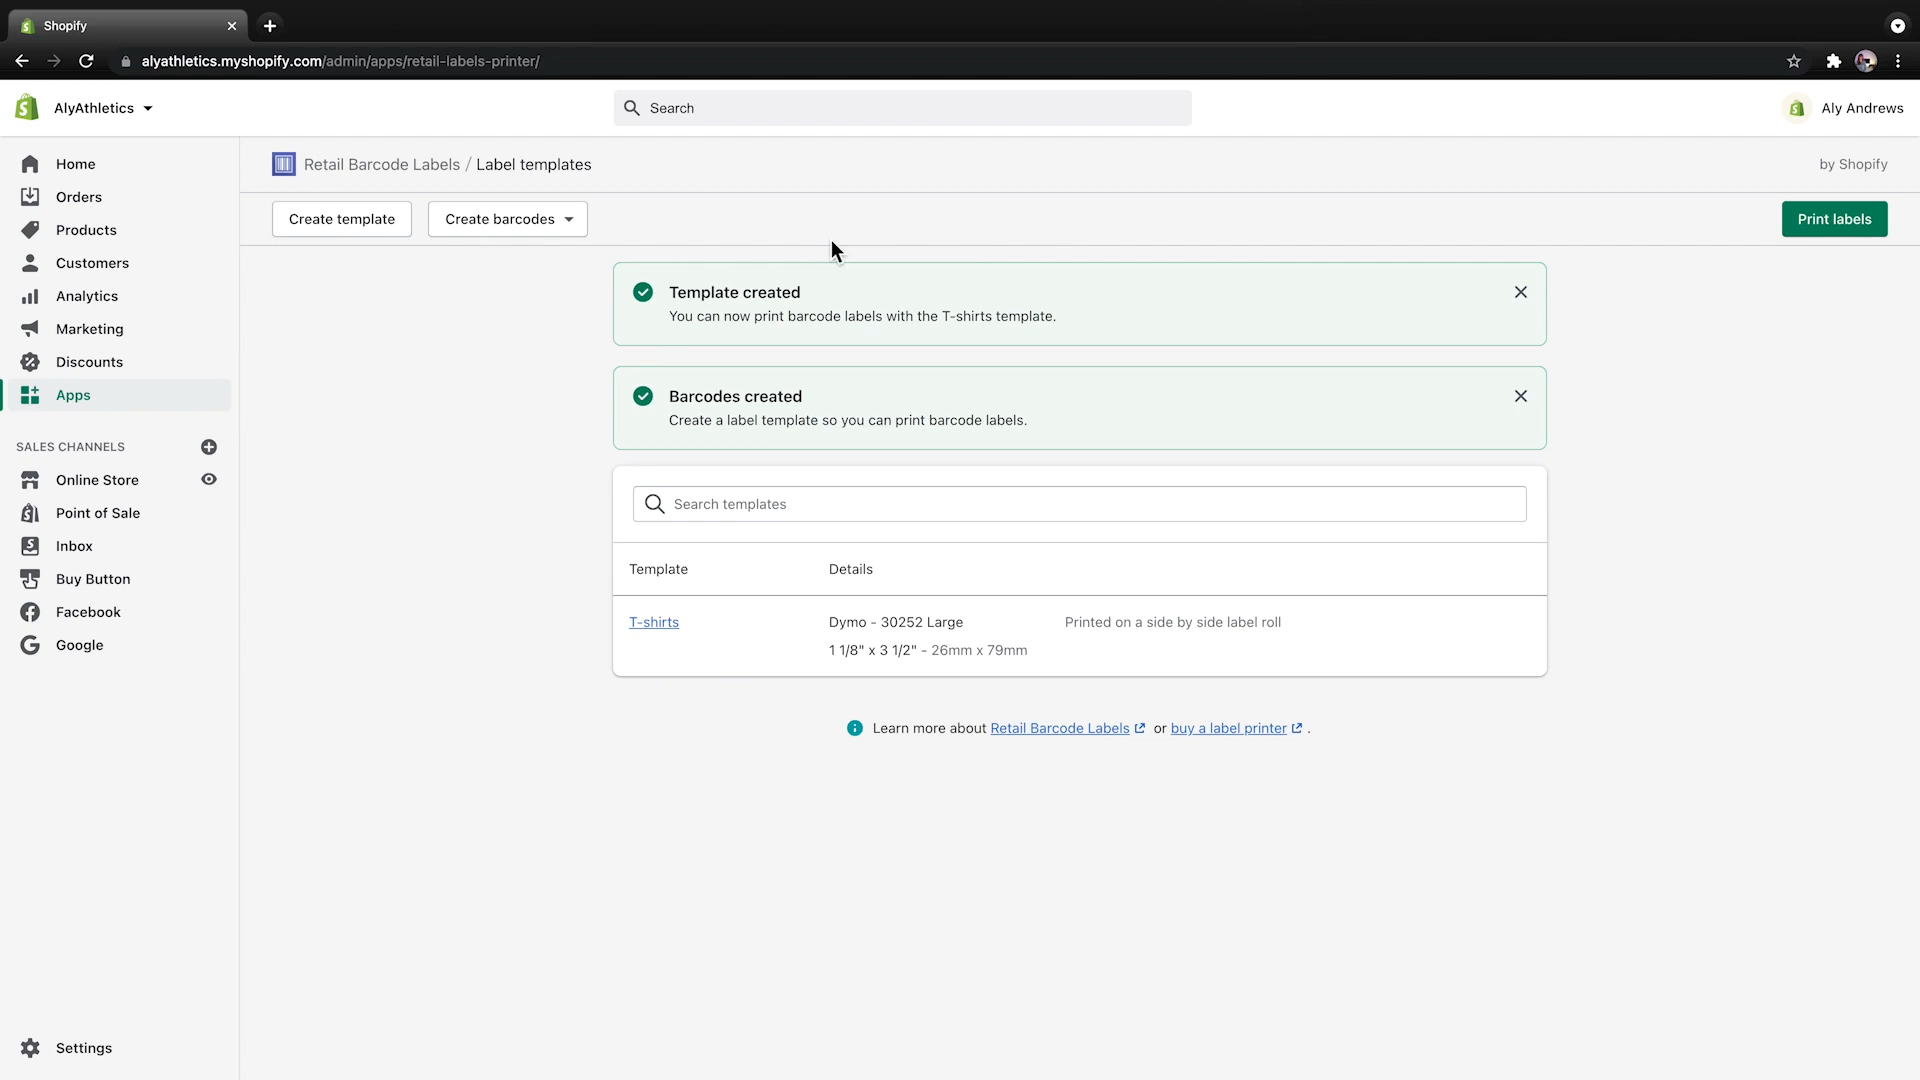 Shopify
alyathletics.myshopify.com/admin/apps/retail-labels-printer/
AlyAthletics
Search
Aly Andrews
Home
Orders
Products
Customers
Analytics
Marketing
Discounts
Apps
SALES CHANNELS
Online Store
Point of Sale
Inbox
Buy Button
Facebook
Google
Settings
Retail Barcode Labels / Label templates
by Shopify
Create template
Create barcodes
Print labels
Template created
You can now print barcode labels with the T-shirts template.
Barcodes created
Create a label template so you can print barcode labels.
Search templates
Template Details
T-shirts Dymo - 30252 Large Printed on a side by side label roll
1 1/8" x 3 1/2" - 26mm x 79mm
Learn more about Retail Barcode Labels or buy a label printer .